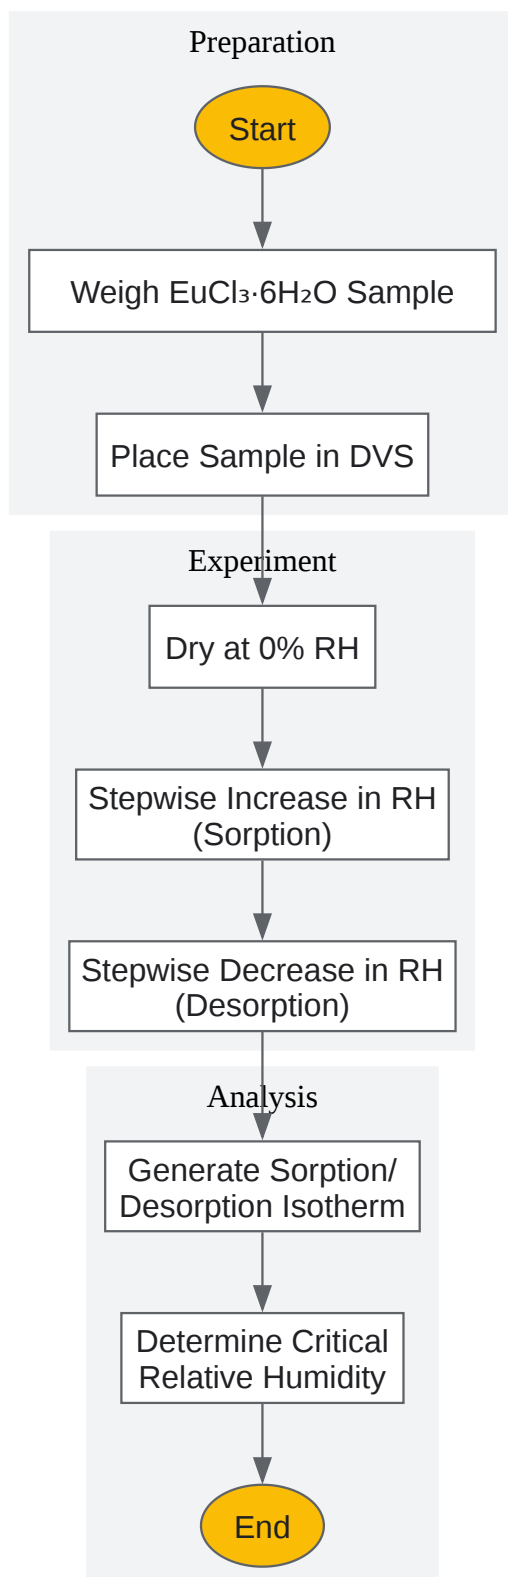 Preparation
Start
Weigh EuCl₃·6H₂O Sample
Place Sample in DVS
Experiment
Dry at 0% RH
Stepwise Increase in RH
(Sorption)
Stepwise Decrease in RH
(Desorption)
Analysis
Generate Sorption/
Desorption Isotherm
Determine Critical
Relative Humidity
End